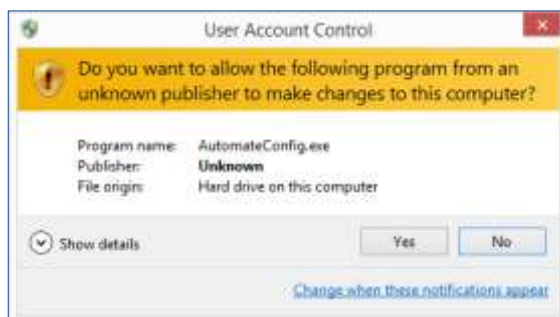 User Account Control
Do you want to allow the following program from an
unknown publisher to make changes to this computer?
Program name: AutomateConfig.exe
Publisher: Unknown
File origin: Hard drive on this computer
Show details
Yes No
Change when these notifications appear